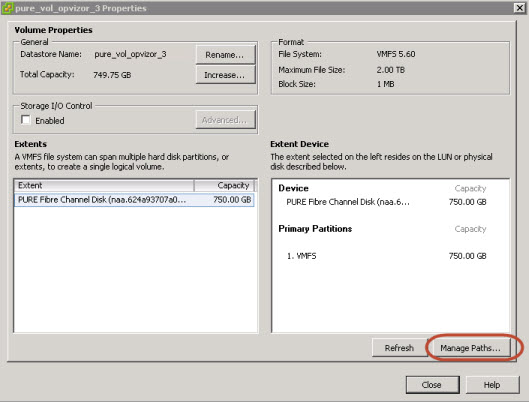 pure_vol_opvizor_3 Properties
Volume Properties
General
Datastore Name: pure_vol_opvizor_3 Rename...
Total Capacity: 749.75 GB Increase...
Format
File System: VMFS 5.60
Maximum File Size: 2.00 TB
Block Size: 1 MB
Storage I/O Control
Enabled Advanced...
Extents
A VMFS file system can span multiple hard disk partitions, or
extents, to create a single logical volume.
Extent Capacity
PURE Fibre Channel Disk (naa.624a93707a0... 750.00 GB
Extent Device
The extent selected on the left resides on the LUN or physical
disk described below.
Device Capacity
PURE Fibre Channel Disk (naa.6... 750.00 GB
Primary Partitions Capacity
1. VMFS 750.00 GB
Refresh Manage Paths...
Close Help